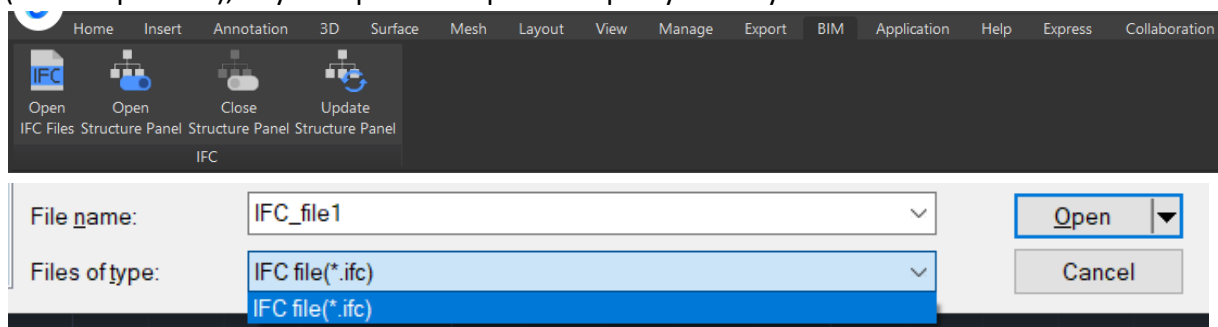 Home Insert Annotation 3D Surface Mesh Layout View Manage Export BIM Application Help Express Collaboration
IFC
Open Open Close Update
IFC Files Structure Panel Structure Panel Structure Panel
IFC
File name: IFC_file1 Open
Files of type: IFC file(*.ifc) Cancel
IFC file(*.ifc)